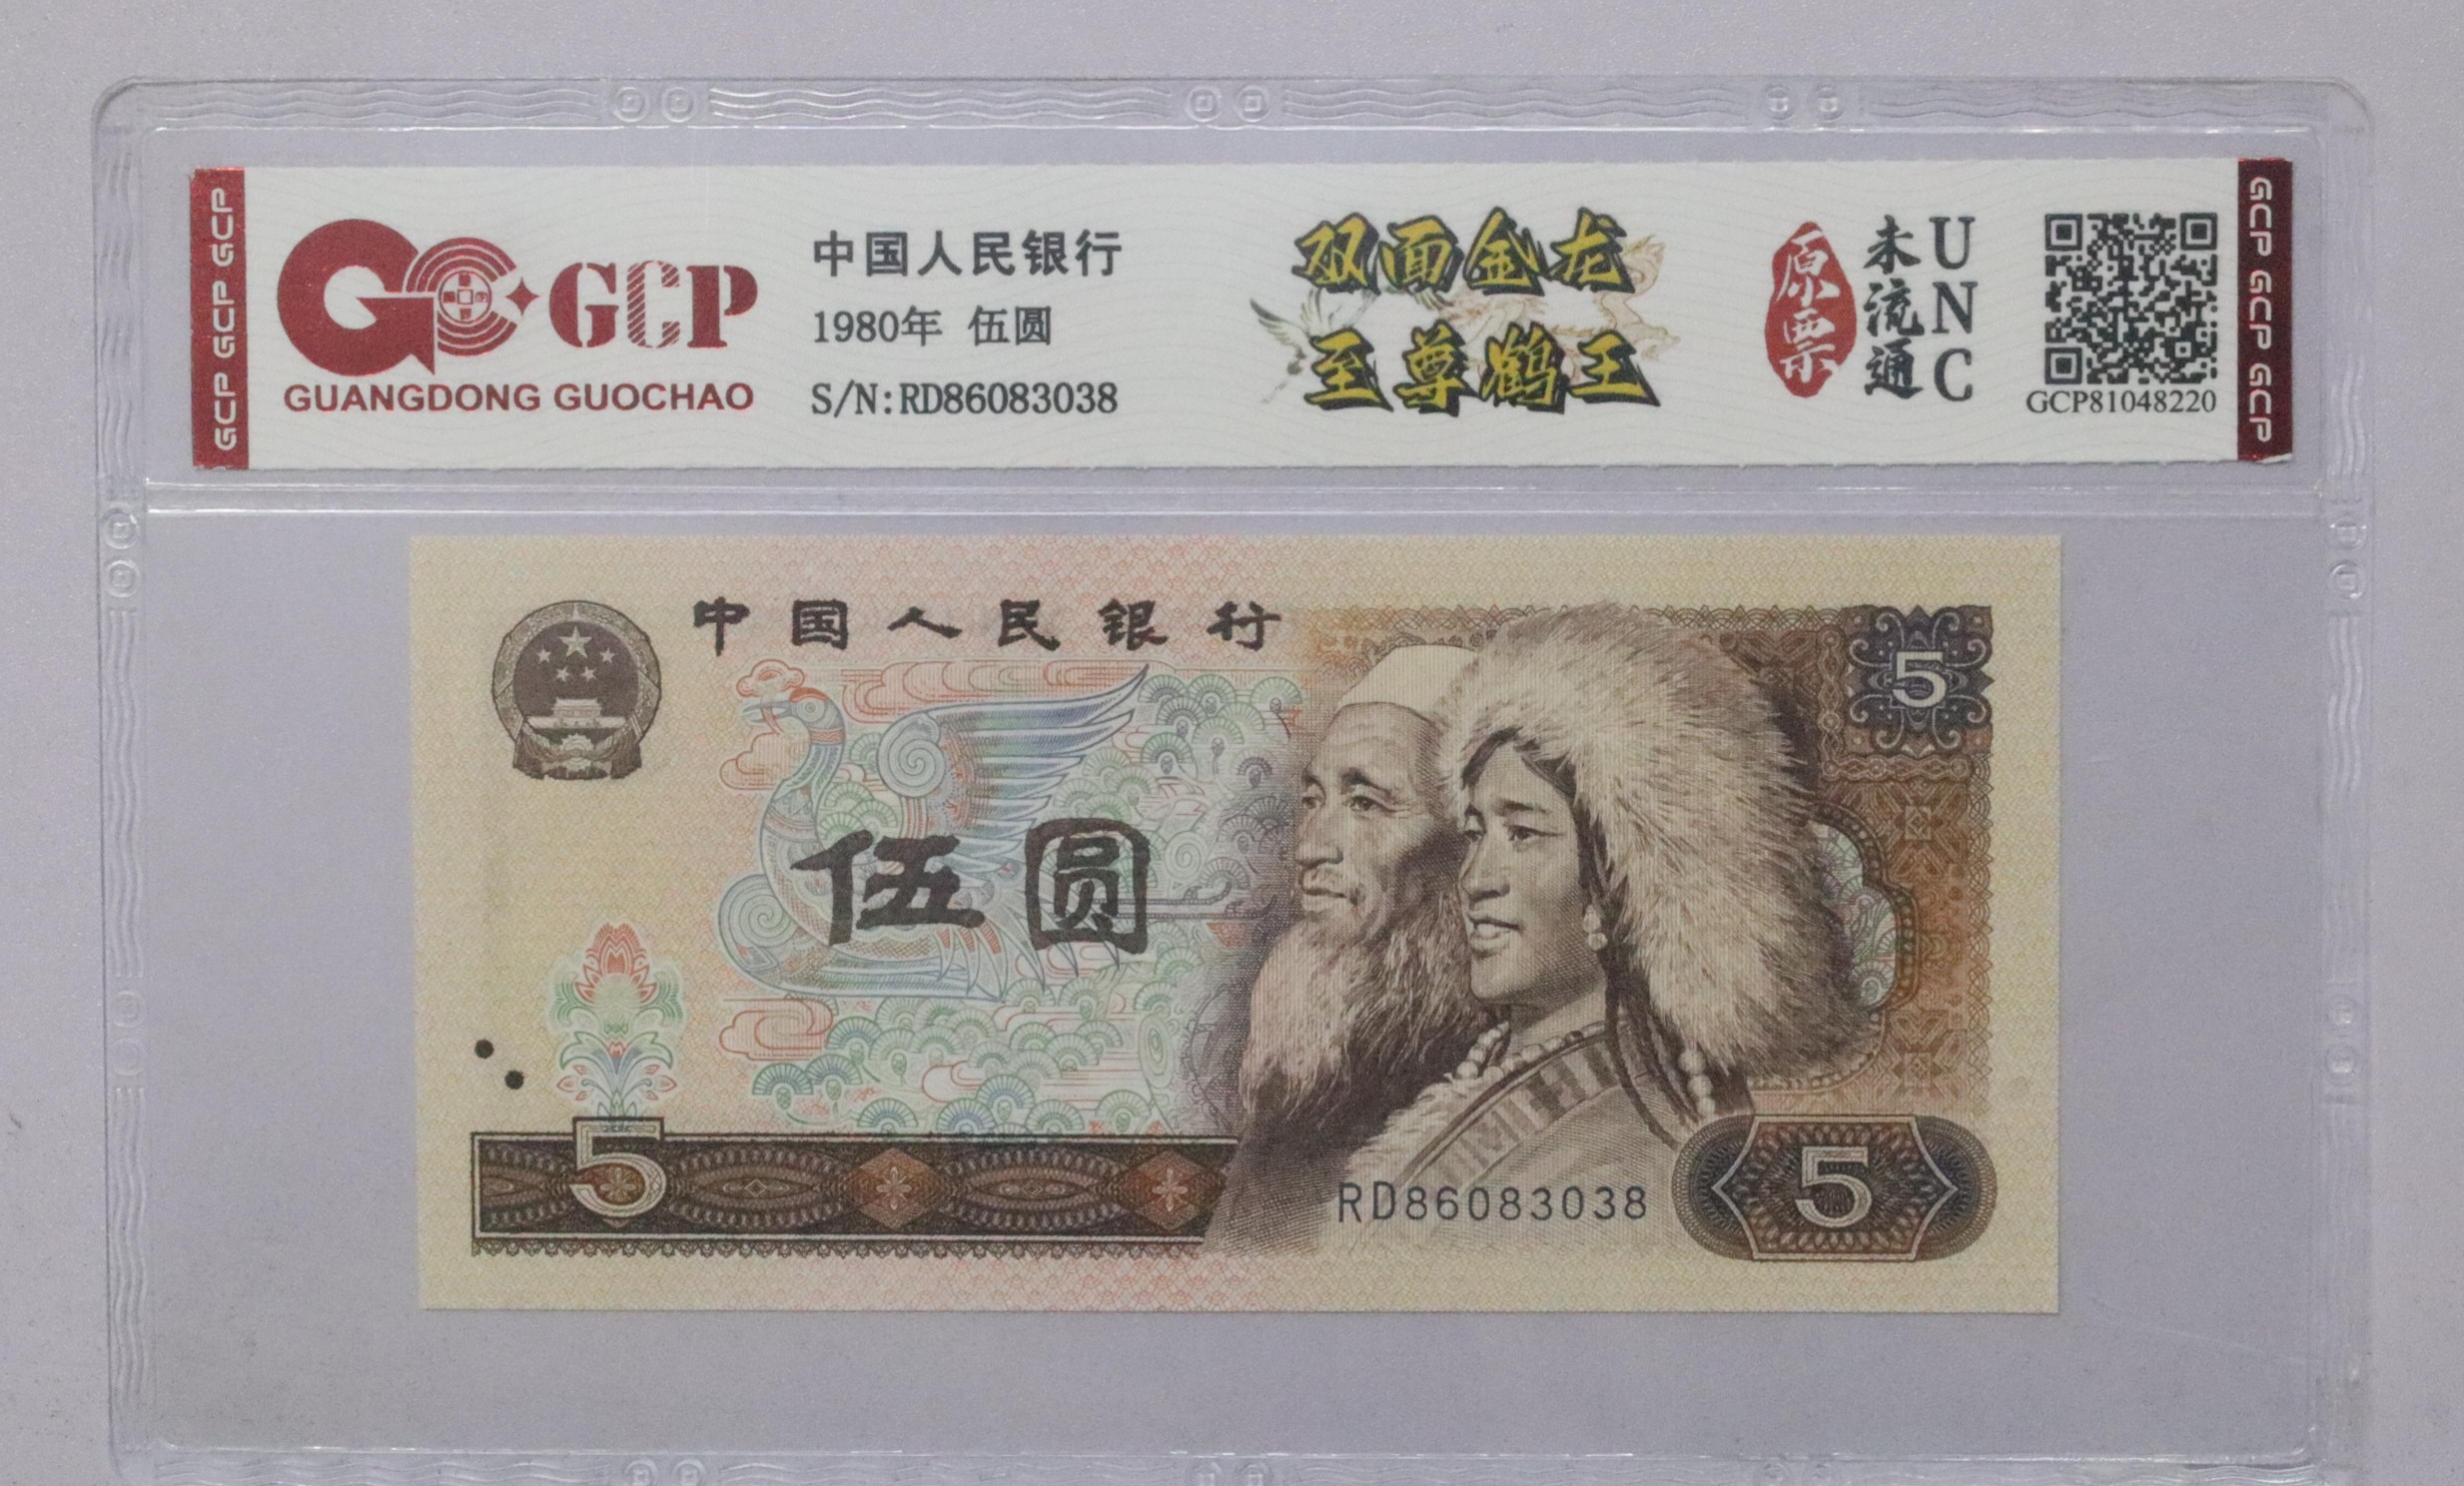 GCP GCP GCP
GCP
GUANGDONG GUOCHAO
中国人民银行
1980年 伍圆
S/N:RD86083038
双面金龙
至尊鹤王
原票
未流通
UNC
GCP81048220
GCP GCP GCP
中国人民银行
伍圆
5
5
RD86083038
5